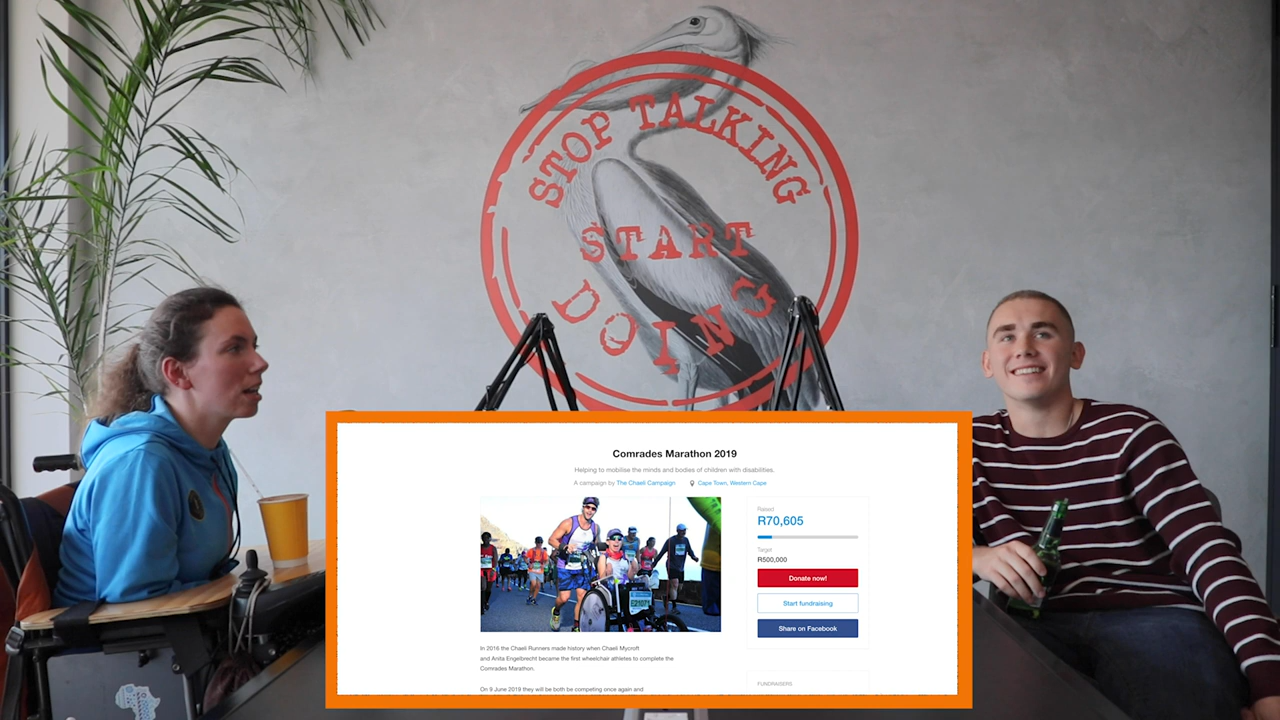 STOP TALKING
START
DOING
Comrades Marathon 2019
Helping to mobilise the minds and bodies of children with disabilities.
A campaign by The Chaeli Campaign Cape Town, Western Cape
Raised
R70,605
Target
R500,000
Donate now!
Start fundraising
Share on Facebook
In 2016 the Chaeli Runners made history when Chaeli Mycroft
and Anita Engelbrecht became the first wheelchair athletes to complete the
Comrades Marathon.
On 9 June 2019 they will be both be competing once again and
FUNDRAISERS